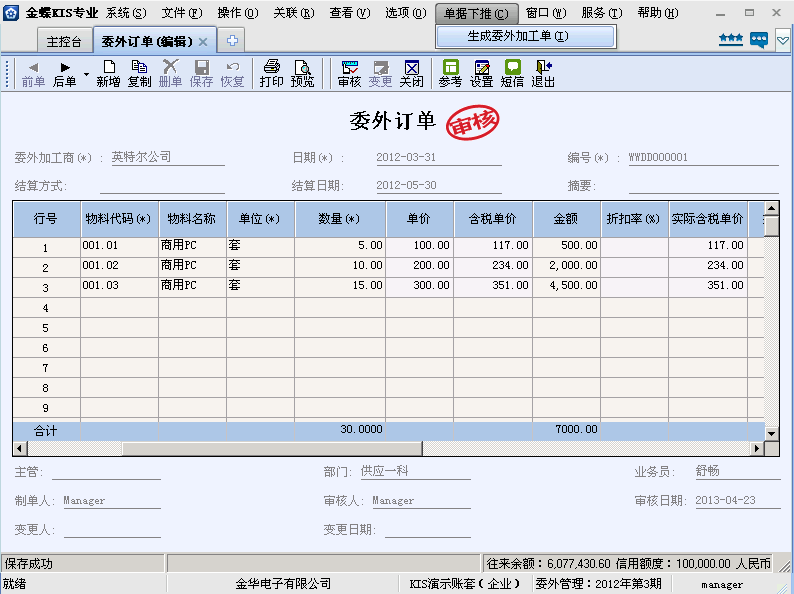 金蝶KIS专业 系统(S) 文件(F) 操作(O) 关联(R) 查看(V) 选项(O) 单据下推(C) 窗口(W) 服务(T) 帮助(H)
主控台 委外订单(编辑)
生成委外加工单(I)
前单 后单 新增 复制 删单 保存 恢复 打印 预览 审核 变更 关闭 参考 设置 短信 退出
委外订单 审核
委外加工商(*)： 英特尔公司 日期(*)： 2012-03-31 编号(*)： WWDD000001
结算方式： 结算日期： 2012-05-30 摘要：
行号 物料代码(*) 物料名称 单位(*) 数量(*) 单价 含税单价 金额 折扣率(%) 实际含税单价
1 001.01 商用PC 套 5.00 100.00 117.00 500.00 117.00
2 001.02 商用PC 套 10.00 200.00 234.00 2,000.00 234.00
3 001.03 商用PC 套 15.00 300.00 351.00 4,500.00 351.00
4
5
6
7
8
9
合计 30.0000 7000.00
主管： 部门： 供应一科 业务员： 舒畅
制单人： Manager 审核人： Manager 审核日期： 2013-04-23
变更人： 变更日期：
保存成功 往来余额：6,077,430.60 信用额度：100,000.00 人民币
就绪 金华电子有限公司 KIS演示账套(企业) 委外管理：2012年第3期 manager